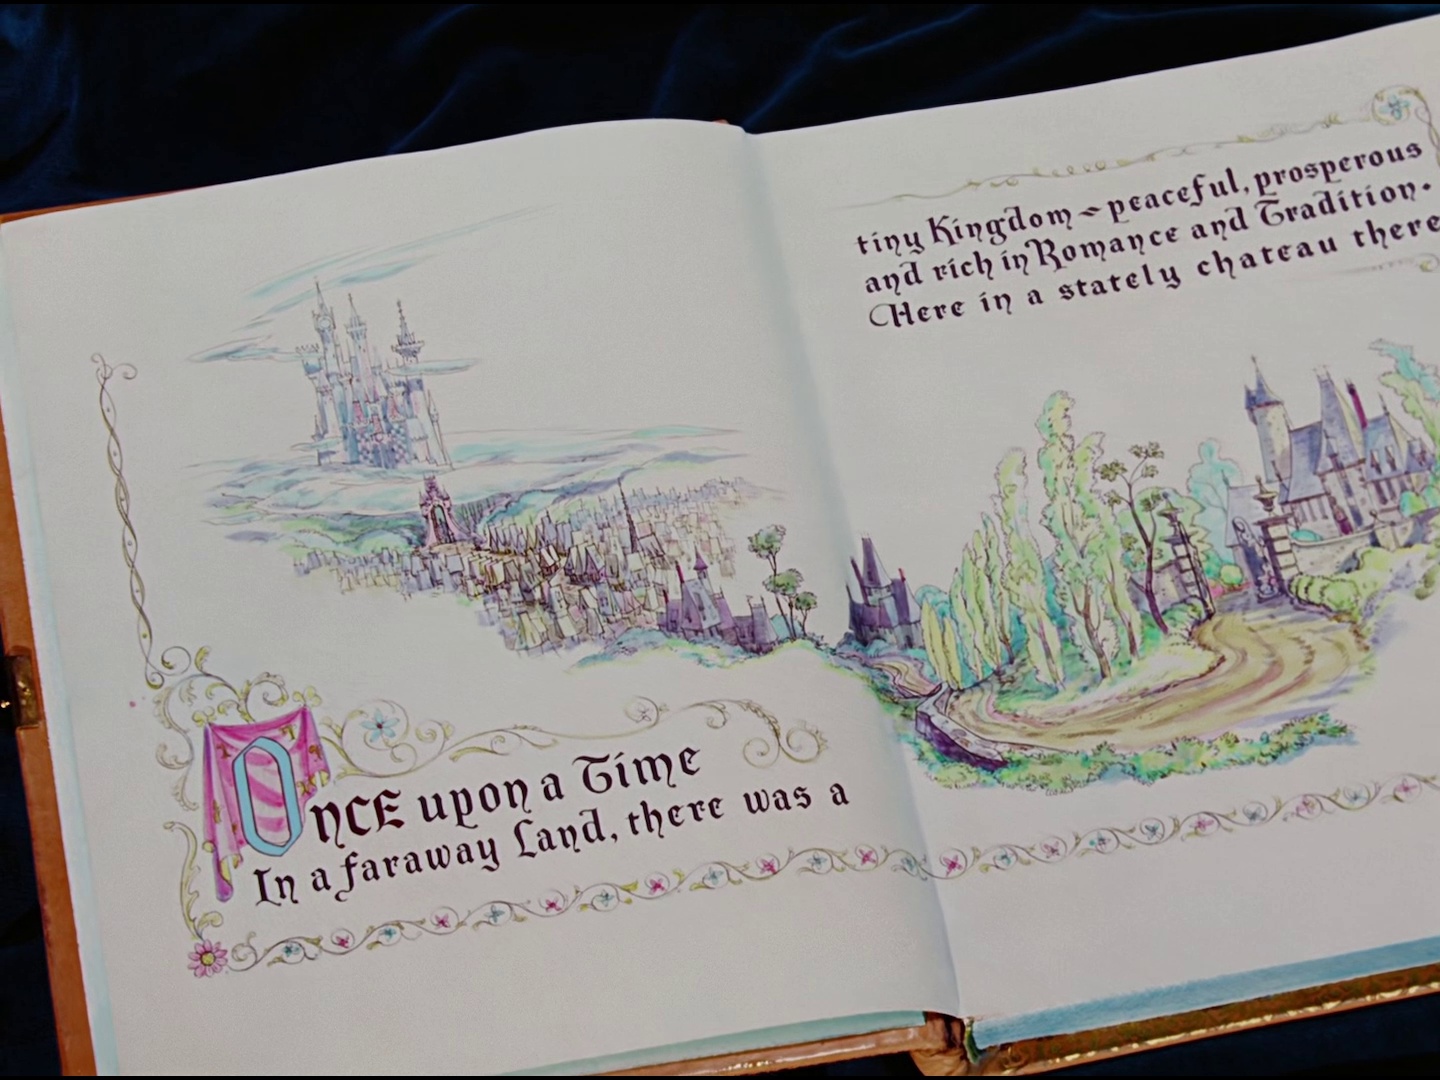 ONCE upon a Time
In a faraway Land, there was a
tiny Kingdom ~ peaceful, prosperous
and rich in Romance and Tradition.
Here in a stately chateau there